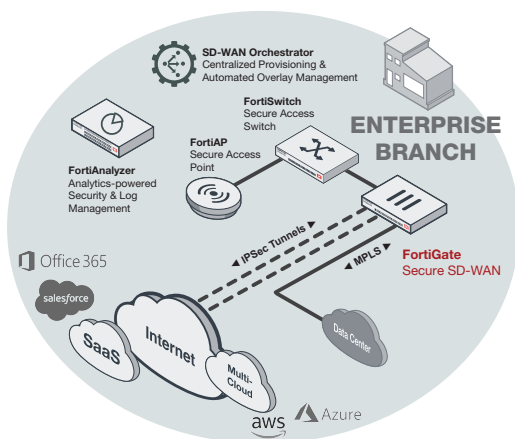 SD-WAN Orchestrator
Centralized Provisioning &
Automated Overlay Management
FortiSwitch
Secure Access
Switch
ENTERPRISE
BRANCH
FortiAP
Secure Access
Point
FortiAnalyzer
Analytics-powered
Security & Log
Management
FortiGate
Secure SD-WAN
◄ IPSec Tunnels ►
◄ MPLS ►
Office 365
salesforce
SaaS
Internet
Multi-
Cloud
Data Center
aws
Azure